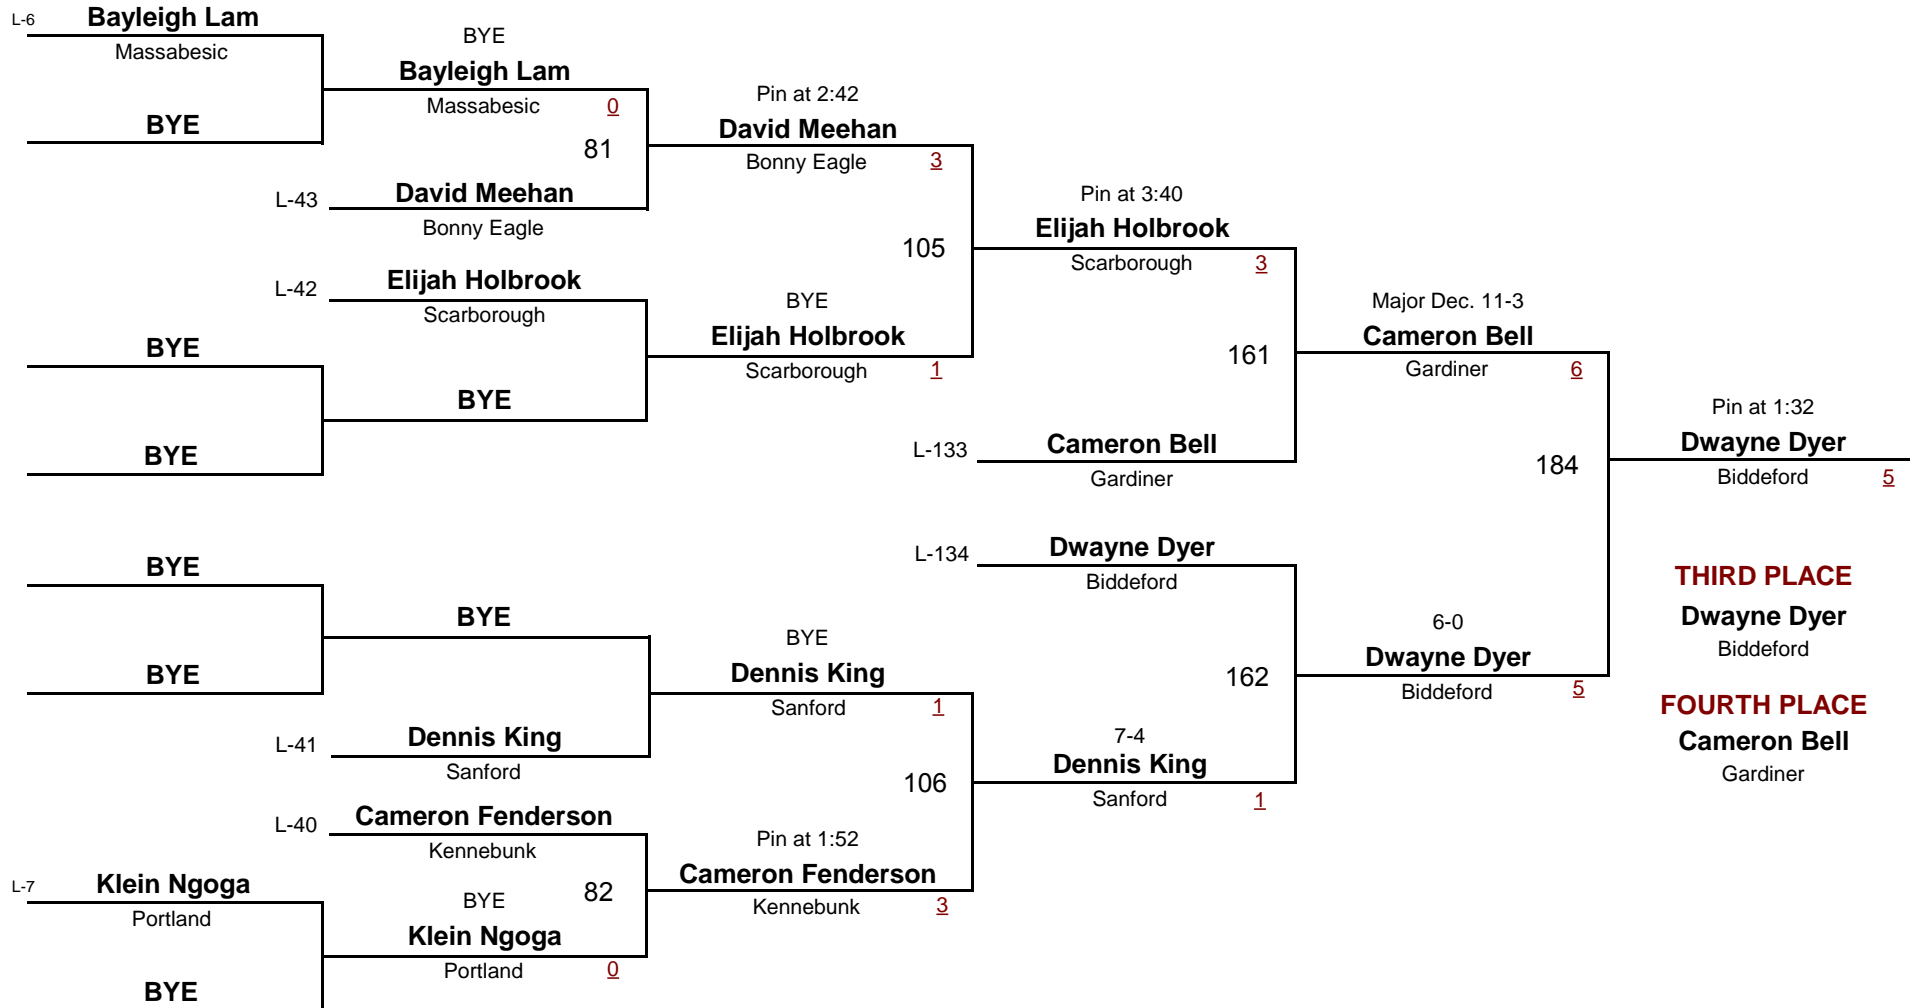 L-6
Bayleigh Lam
Massabesic
BYE
BYE
Bayleigh Lam
Massabesic 0
81
L-43
David Meehan
Bonny Eagle
Pin at 2:42
David Meehan
Bonny Eagle 3
105
L-42
Elijah Holbrook
Scarborough
BYE
BYE
BYE
BYE
Elijah Holbrook
Scarborough 1
Pin at 3:40
Elijah Holbrook
Scarborough 3
161
L-133
Cameron Bell
Gardiner
Major Dec. 11-3
Cameron Bell
Gardiner 6
184
Pin at 1:32
Dwayne Dyer
Biddeford 5
BYE
BYE
BYE
L-41
Dennis King
Sanford
BYE
Dennis King
Sanford 1
106
L-134
Dwayne Dyer
Biddeford
162
7-4
Dennis King
Sanford 1
6-0
Dwayne Dyer
Biddeford 5
THIRD PLACE
Dwayne Dyer
Biddeford
FOURTH PLACE
Cameron Bell
Gardiner
L-40
Cameron Fenderson
Kennebunk
82
Pin at 1:52
Cameron Fenderson
Kennebunk 3
L-7
Klein Ngoga
Portland
BYE
BYE
Klein Ngoga
Portland 0